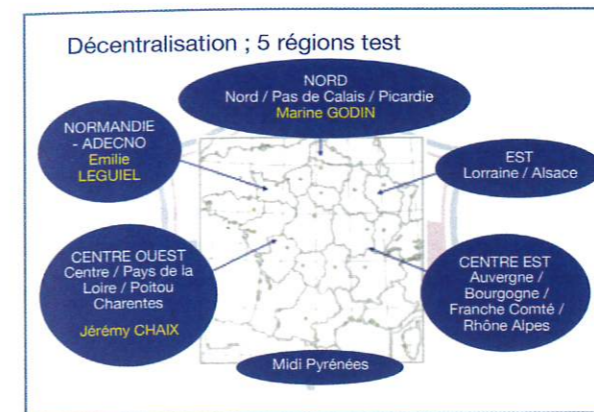 Décentralisation ; 5 régions test
NORD
Nord / Pas de Calais / Picardie
Marine GODIN
NORMANDIE
- ADECNO
Emilie
LEGUIEL
EST
Lorraine / Alsace
CENTRE OUEST
Centre / Pays de la
Loire / Poitou
Charentes
Jérémy CHAIX
CENTRE EST
Auvergne /
Bourgogne /
Franche Comté /
Rhône Alpes
Midi Pyrénées